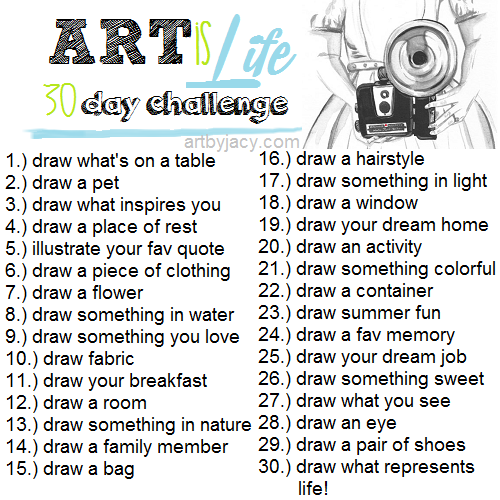 ART is Life
30 day challenge
artbyjacy.com
1.) draw what's on a table
2.) draw a pet
3.) draw what inspires you
4.) draw a place of rest
5.) illustrate your fav quote
6.) draw a piece of clothing
7.) draw a flower
8.) draw something in water
9.) draw something you love
10.) draw fabric
11.) draw your breakfast
12.) draw a room
13.) draw something in nature
14.) draw a family member
15.) draw a bag
16.) draw a hairstyle
17.) draw something in light
18.) draw a window
19.) draw your dream home
20.) draw an activity
21.) draw something colorful
22.) draw a container
23.) draw summer fun
24.) draw a fav memory
25.) draw your dream job
26.) draw something sweet
27.) draw what you see
28.) draw an eye
29.) draw a pair of shoes
30.) draw what represents
life!